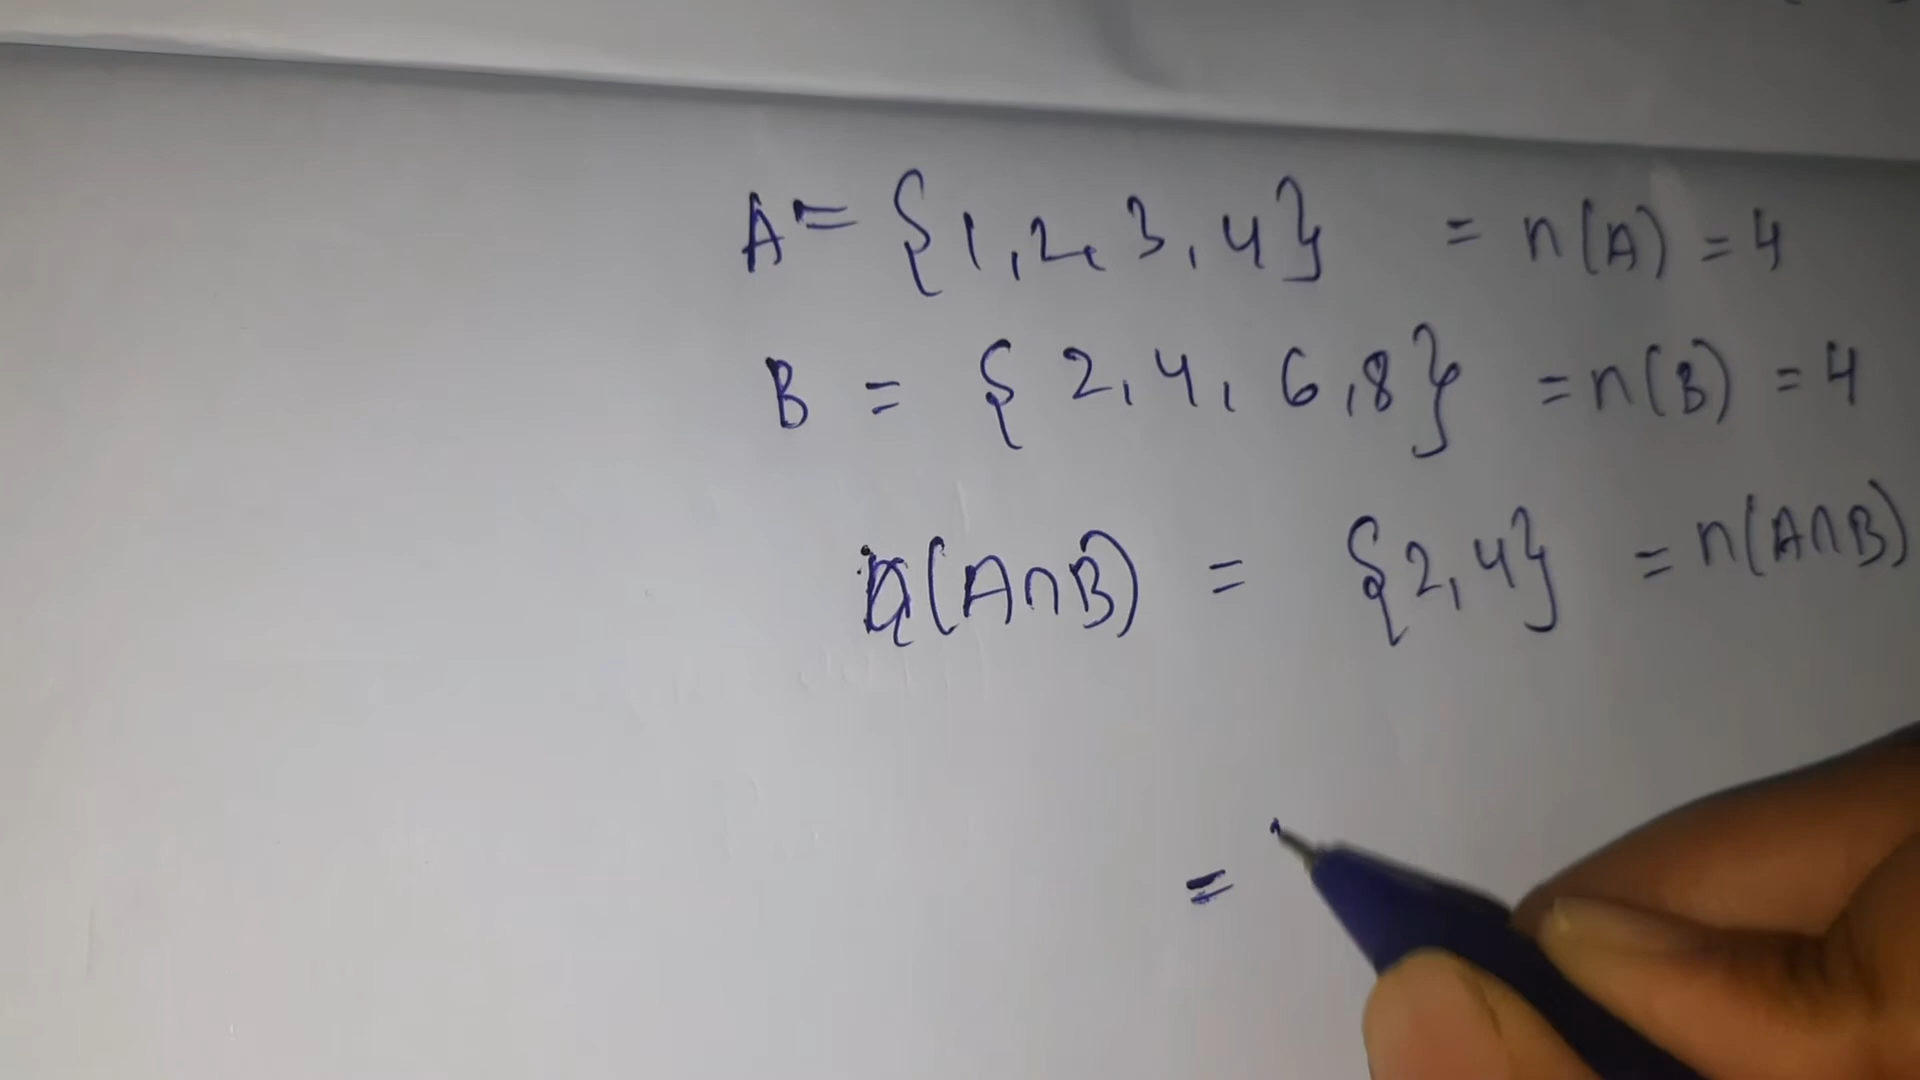 A = {1,2,3,4} = n(A) = 4
B = {2,4,6,8} = n(B) = 4
(A∩B) = {2,4} = n(A∩B)
=